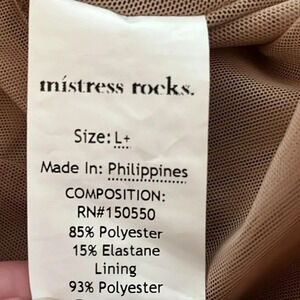 mistress rocks.
Size: L+
Made In: Philippines
COMPOSITION:
RN#150550
85% Polyester
15% Elastane
Lining
93% Polyester